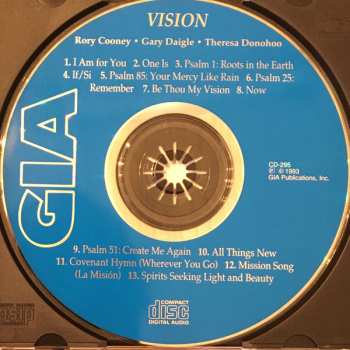 VISION
Rory Cooney • Gary Daigle • Theresa Donohoo
1. I Am for You  2. One Is  3. Psalm 1: Roots in the Earth
4. If/Si  5. Psalm 85: Your Mercy Like Rain  6. Psalm 25:
Remember  7. Be Thou My Vision  8. Now
GIA
CD-295
℗ © 1993
GIA Publications, Inc.
9. Psalm 51: Create Me Again  10. All Things New
11. Covenant Hymn (Wherever You Go)  12. Mission Song
(La Misión)  13. Spirits Seeking Light and Beauty
COMPACT
disc
DIGITAL AUDIO